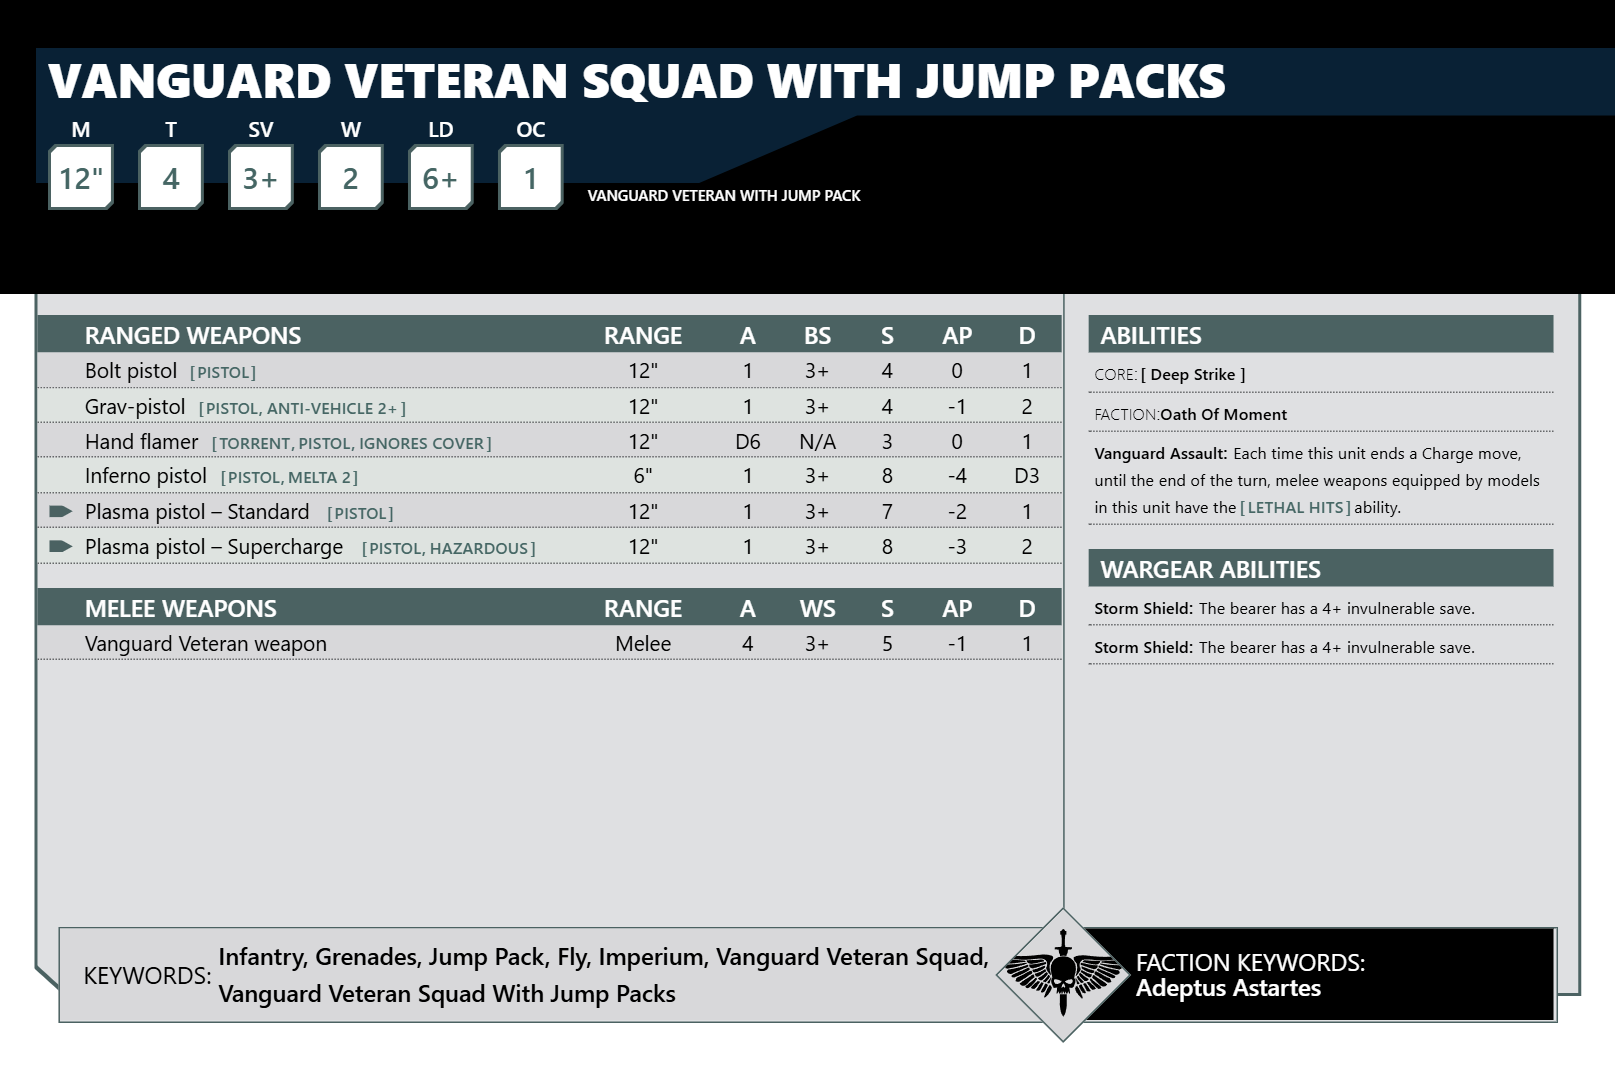 VANGUARD VETERAN SQUAD WITH JUMP PACKS
M T SV W LD OC
12" 4 3+ 2 6+ 1
VANGUARD VETERAN WITH JUMP PACK
RANGED WEAPONS RANGE A BS S AP D
Bolt pistol [PISTOL] 12" 1 3+ 4 0 1
Grav-pistol [PISTOL, ANTI-VEHICLE 2+] 12" 1 3+ 4 -1 2
Hand flamer [TORRENT, PISTOL, IGNORES COVER] 12" D6 N/A 3 0 1
Inferno pistol [PISTOL, MELTA 2] 6" 1 3+ 8 -4 D3
Plasma pistol – Standard [PISTOL] 12" 1 3+ 7 -2 1
Plasma pistol – Supercharge [PISTOL, HAZARDOUS] 12" 1 3+ 8 -3 2
MELEE WEAPONS RANGE A WS S AP D
Vanguard Veteran weapon Melee 4 3+ 5 -1 1
ABILITIES
CORE: [ Deep Strike ]
FACTION:Oath Of Moment
Vanguard Assault: Each time this unit ends a Charge move,
until the end of the turn, melee weapons equipped by models
in this unit have the [LETHAL HITS] ability.
WARGEAR ABILITIES
Storm Shield: The bearer has a 4+ invulnerable save.
Storm Shield: The bearer has a 4+ invulnerable save.
KEYWORDS: Infantry, Grenades, Jump Pack, Fly, Imperium, Vanguard Veteran Squad,
Vanguard Veteran Squad With Jump Packs
FACTION KEYWORDS:
Adeptus Astartes